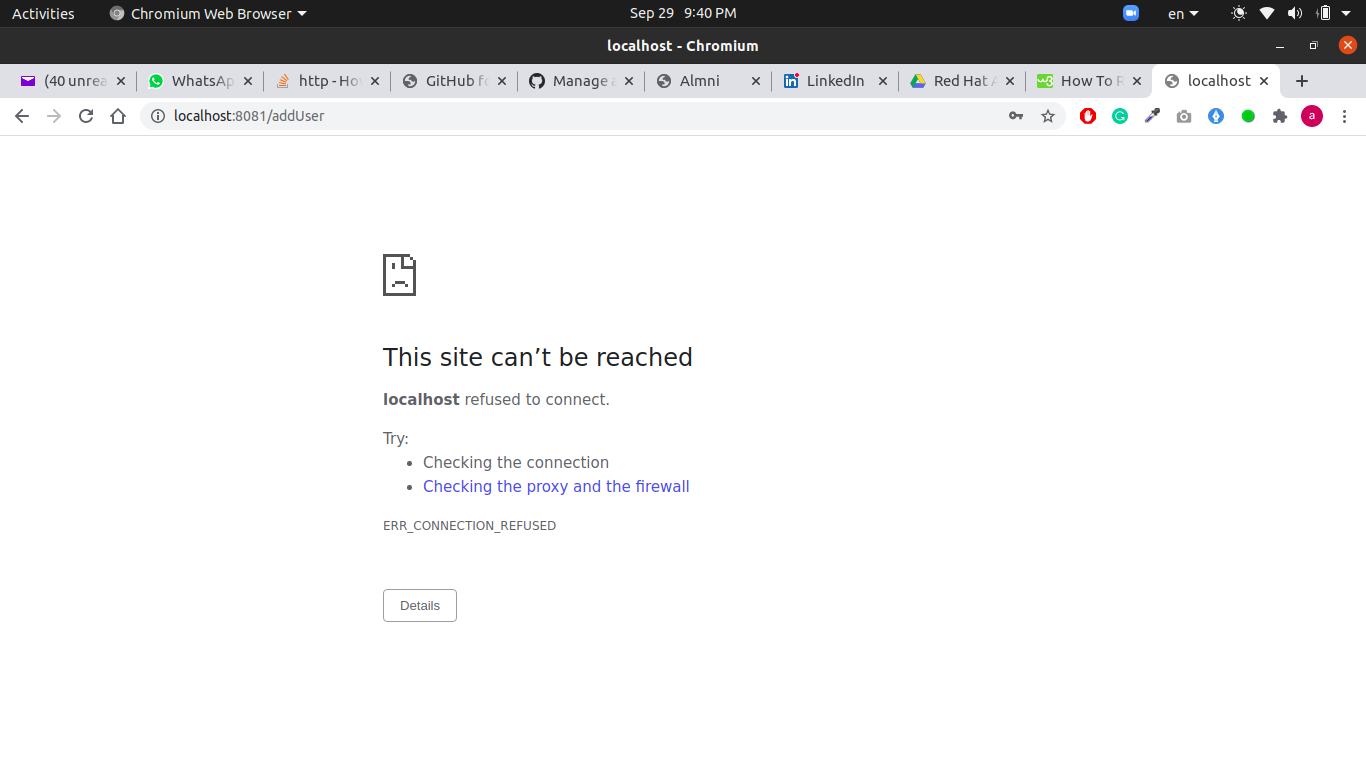 Activities Chromium Web Browser Sep 29 9:40 PM en
localhost - Chromium
(40 unrea WhatsAp http - Ho GitHub f Manage Almni LinkedIn Red Hat A How To R localhost
localhost:8081/addUser a
This site can’t be reached
localhost refused to connect.
Try:
• Checking the connection
• Checking the proxy and the firewall
ERR_CONNECTION_REFUSED
Details